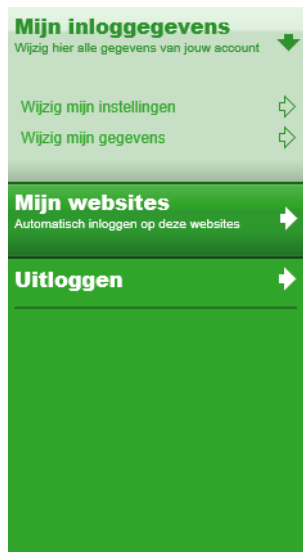 Mijn inloggegevens
Wijzig hier alle gegevens van jouw account
Wijzig mijn instellingen
Wijzig mijn gegevens
Mijn websites
Automatisch inloggen op deze websites
Uitloggen